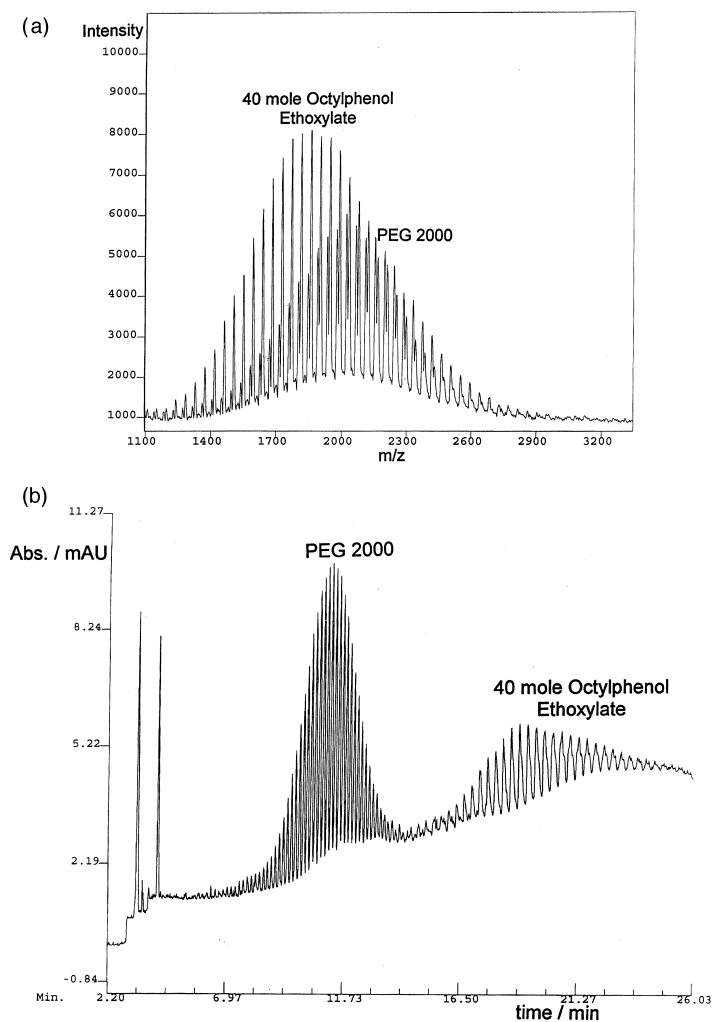 (a)
Intensity
10000
9000
8000
7000
6000
5000
4000
3000
2000
1000
40 mole Octylphenol
Ethoxylate
PEG 2000
1100 1400 1700 2000 2300 2600 2900 3200
m/z
(b)
11.27
Abs. / mAU
8.24
5.22
2.19
-0.84
PEG 2000
40 mole Octylphenol
Ethoxylate
Min. 2.20 6.97 11.73 16.50 21.27 26.03
time / min